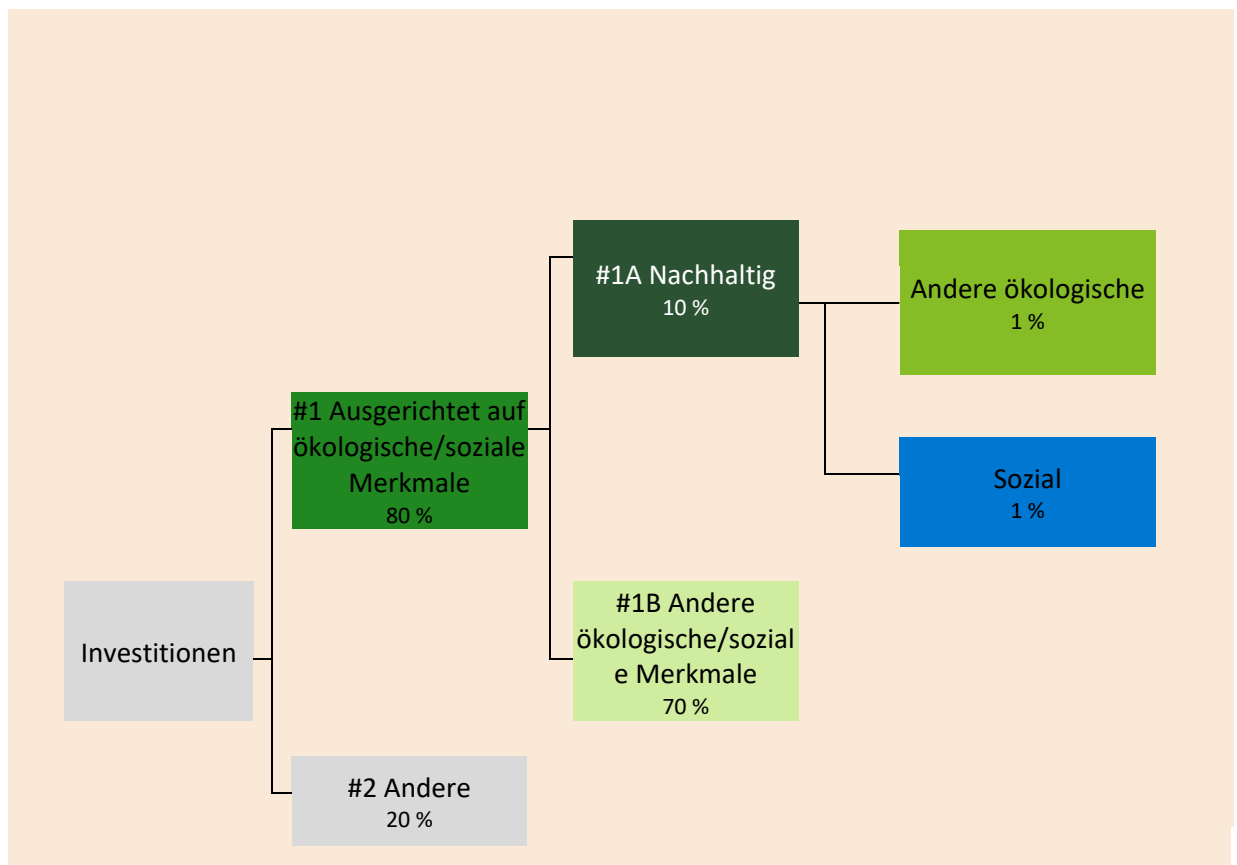 #1A Nachhaltig
10 %
Andere ökologische
1 %
#1 Ausgerichtet auf
ökologische/soziale
Merkmale
80 %
Sozial
1 %
Investitionen
#1B Andere
ökologische/sozial
e Merkmale
70 %
#2 Andere
20 %